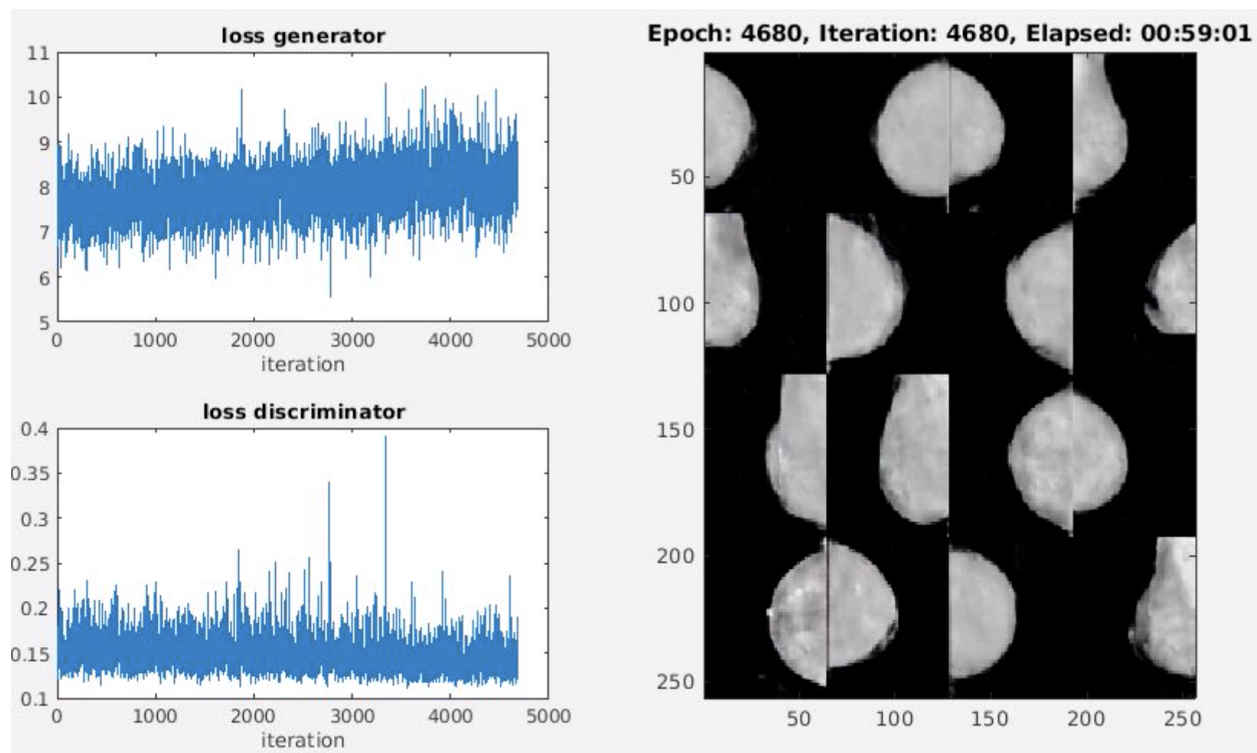 loss generator
11
10
9
8
7
6
5
0 1000 2000 3000 4000 5000
iteration
loss discriminator
0.4
0.35
0.3
0.25
0.2
0.15
0.1
0 1000 2000 3000 4000 5000
iteration
Epoch: 4680, Iteration: 4680, Elapsed: 00:59:01
50
100
150
200
250
50 100 150 200 250